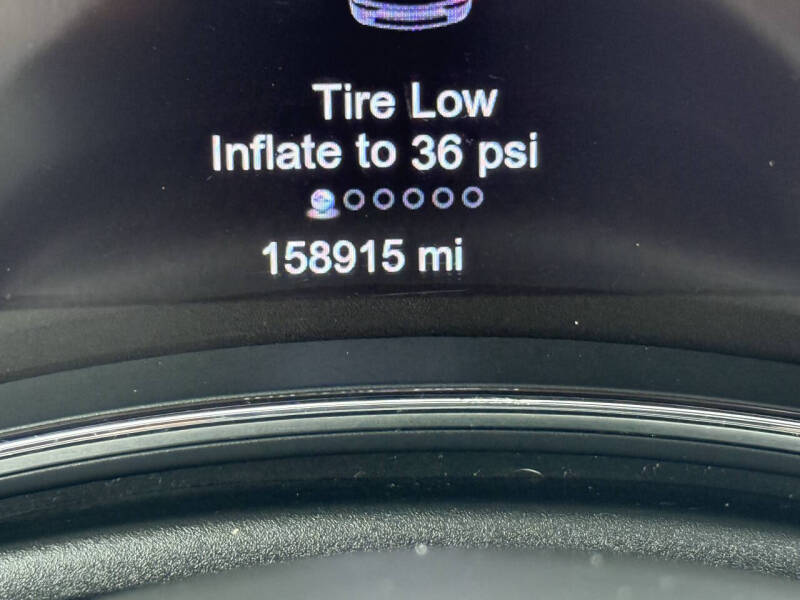 Tire Low
Inflate to 36 psi
158915 mi